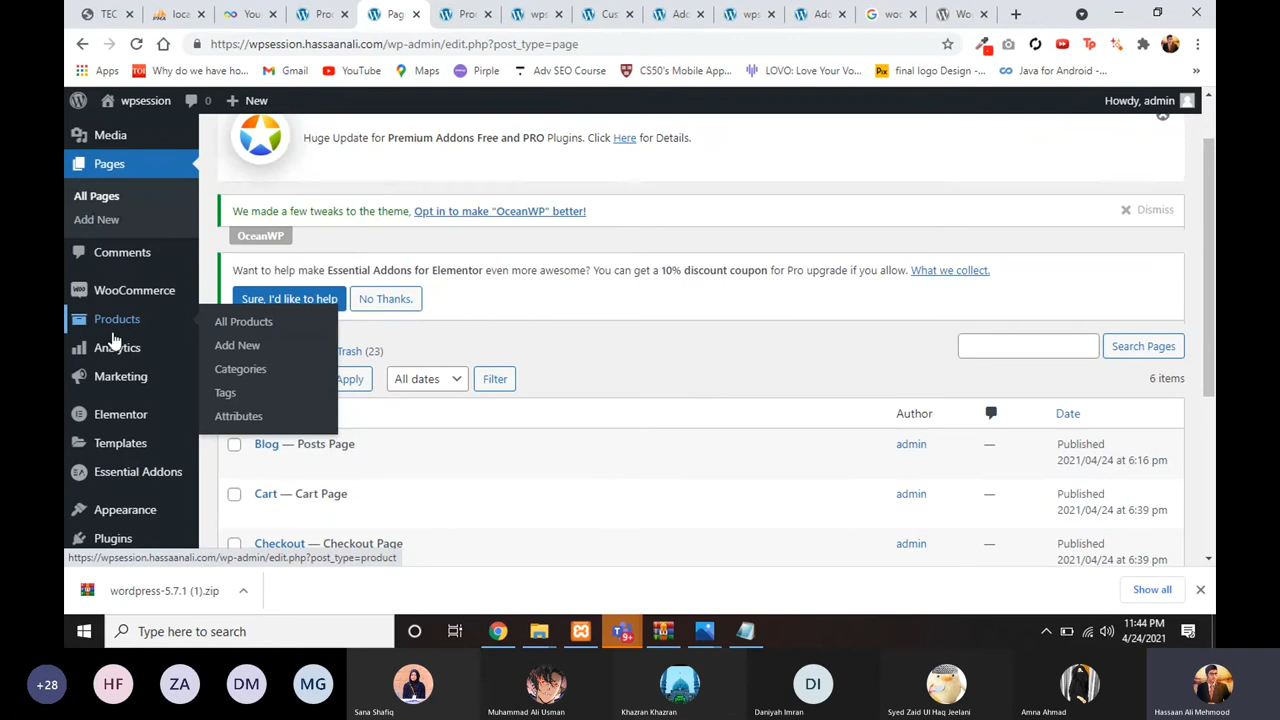 TEC
loca
You
Pro
Pag
Pro
wps
Cus
Add
wps
Add
woo
Wo
https://wpsession.hassaanali.com/wp-admin/edit.php?post_type=page
Apps
Why do we have ho...
Gmail
YouTube
Maps
Pirple
Adv SEO Course
CS50's Mobile App...
LOVO: Love Your Vo...
final logo Design -...
Java for Android -...
»
wpsession
0
New
Howdy, admin
Media
Pages
All Pages
Add New
Comments
WooCommerce
Products
Analytics
Marketing
Elementor
Templates
Essential Addons
Appearance
Plugins
All Products
Add New
Categories
Tags
Attributes
Huge Update for Premium Addons Free and PRO Plugins. Click Here for Details.
We made a few tweaks to the theme, Opt in to make "OceanWP" better!
Dismiss
OceanWP
Want to help make Essential Addons for Elementor even more awesome? You can get a 10% discount coupon for Pro upgrade if you allow. What we collect.
Sure, I'd like to help
No Thanks.
Trash (23)
Search Pages
Apply
All dates
Filter
6 items
Author
Date
Blog — Posts Page
admin
—
Published
2021/04/24 at 6:16 pm
Cart — Cart Page
admin
—
Published
2021/04/24 at 6:39 pm
Checkout — Checkout Page
admin
—
Published
2021/04/24 at 6:39 pm
https://wpsession.hassaanali.com/wp-admin/edit.php?post_type=product
wordpress-5.7.1 (1).zip
Show all
Type here to search
9+
11:44 PM
4/24/2021
+28
HF
ZA
DM
MG
Sana Shafiq
Muhammad Ali Usman
Khazran Khazran
DI
Daniyah Imran
Syed Zaid Ul Haq Jeelani
Amna Ahmad
Hassaan Ali Mehmood